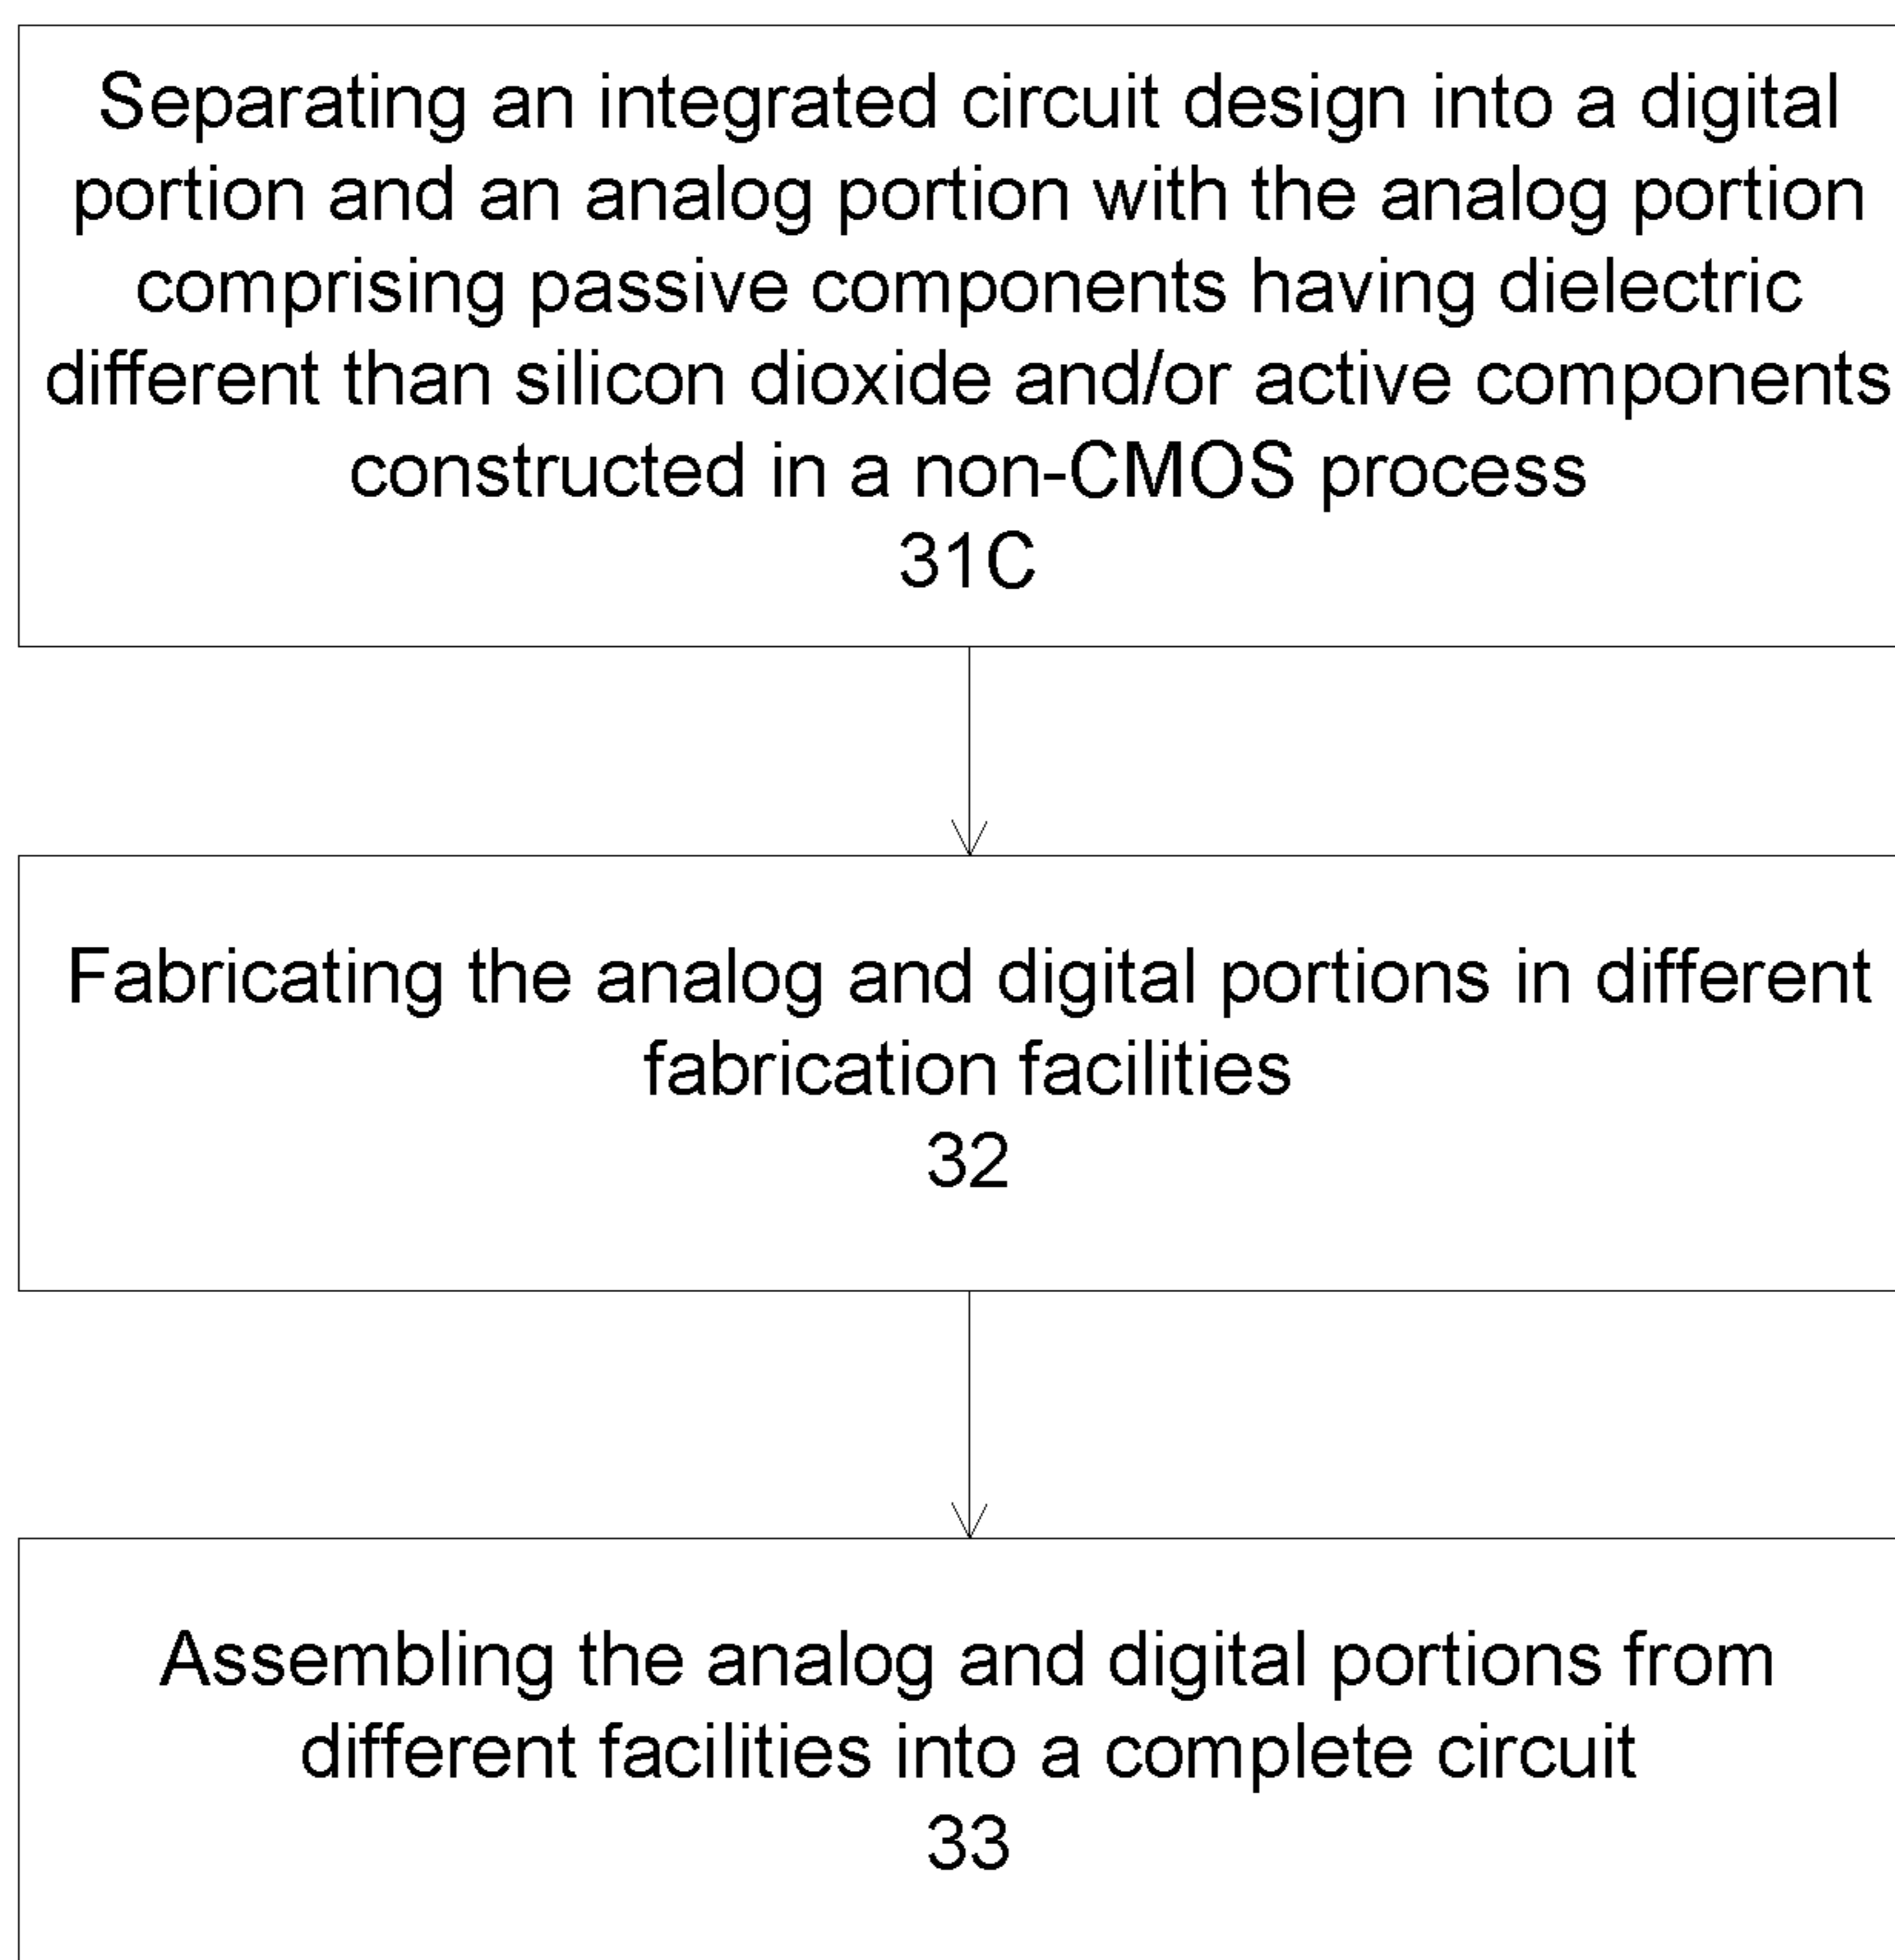 Separating an integrated circuit design into a digital
portion and an analog portion with the analog portion
comprising passive components having dielectric
different than silicon dioxide and/or active components
constructed in a non-CMOS process
31C
Fabricating the analog and digital portions in different
fabrication facilities
32
Assembling the analog and digital portions from
different facilities into a complete circuit
33